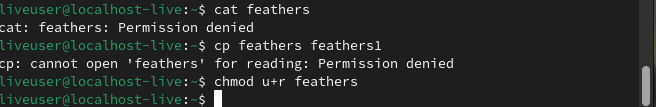 liveuser@localhost-live:~$ cat feathers
cat: feathers: Permission denied
liveuser@localhost-live:~$ cp feathers feathers1
cp: cannot open 'feathers' for reading: Permission denied
liveuser@localhost-live:~$ chmod u+r feathers
liveuser@localhost-live:~$